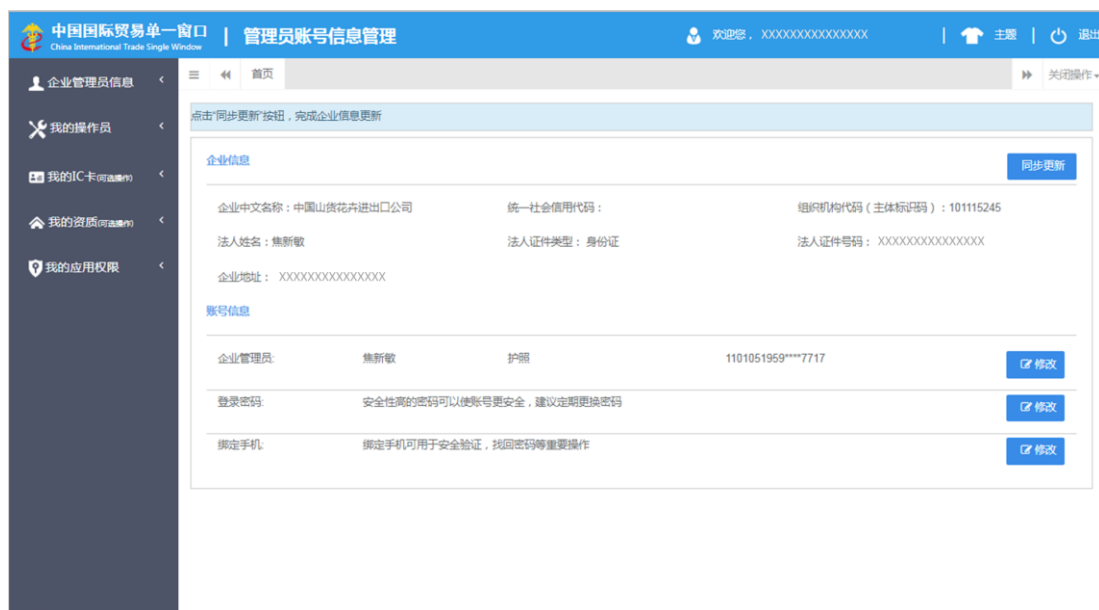 中国国际贸易单一窗口 | 管理员账号信息管理 欢迎您，XXXXXXXXXXXXXXX | 主题 | 退出
China International Trade Single Window
企业管理员信息
我的操作员
我的IC卡(可选操作)
我的资质(可选操作)
我的应用权限
首页 关闭操作
点击“同步更新”按钮，完成企业信息更新
企业信息 同步更新
企业中文名称：中国山货花卉进出口公司 统一社会信用代码： 组织机构代码（主体标识码）：101115245
法人姓名：焦新敏 法人证件类型：身份证 法人证件号码：XXXXXXXXXXXXXXX
企业地址：XXXXXXXXXXXXXXX
账号信息
企业管理员: 焦新敏 护照 1101051959****7717 修改
登录密码: 安全性高的密码可以使账号更安全，建议定期更换密码 修改
绑定手机: 绑定手机可用于安全验证，找回密码等重要操作 修改